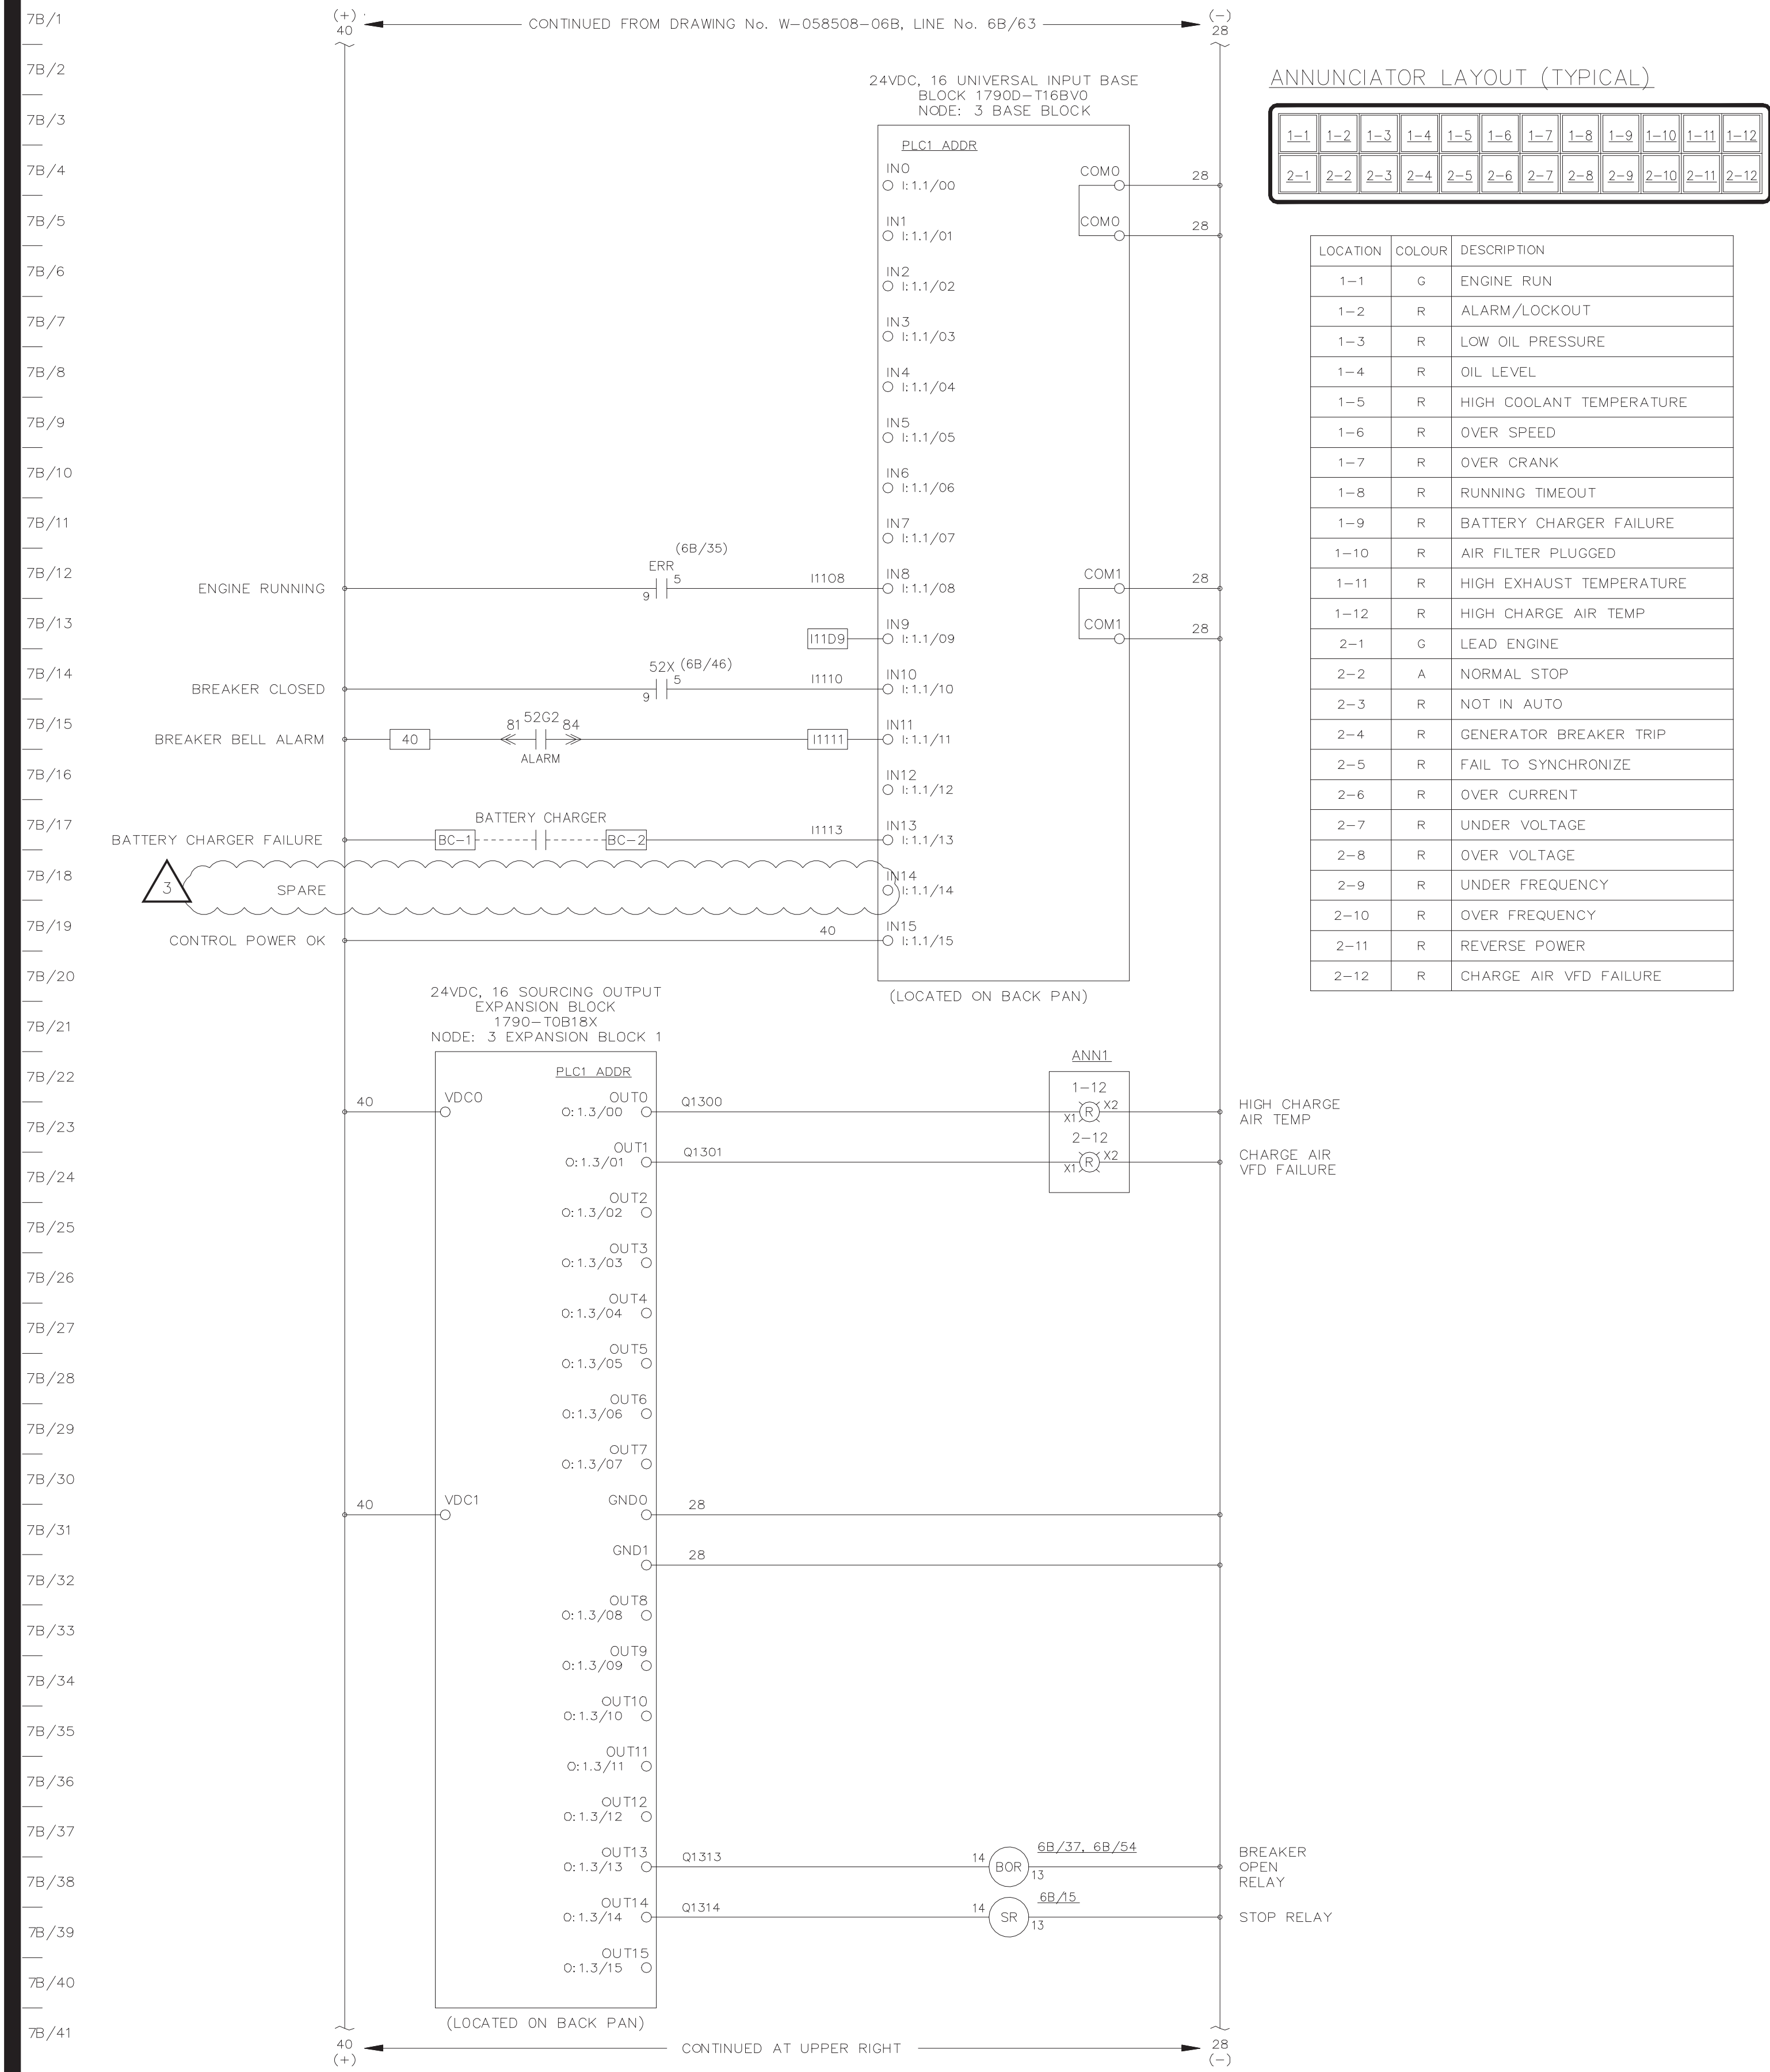 7B/1
7B/2
7B/3
7B/4
7B/5
7B/6
7B/7
7B/8
7B/9
7B/10
7B/11
7B/12
7B/13
7B/14
7B/15
7B/16
7B/17
7B/18
7B/19
7B/20
7B/21
7B/22
7B/23
7B/24
7B/25
7B/26
7B/27
7B/28
7B/29
7B/30
7B/31
7B/32
7B/33
7B/34
7B/35
7B/36
7B/37
7B/38
7B/39
7B/40
7B/41
(+)
40
CONTINUED FROM DRAWING No. W-058508-06B, LINE No. 6B/63
(-)
28
24VDC, 16 UNIVERSAL INPUT BASE
BLOCK 1790D-T16BV0
NODE: 3 BASE BLOCK
PLC1 ADDR
IN0
I:1.1/00
COM0
28
IN1
I:1.1/01
COM0
28
IN2
I:1.1/02
IN3
I:1.1/03
IN4
I:1.1/04
IN5
I:1.1/05
IN6
I:1.1/06
IN7
I:1.1/07
ENGINE RUNNING
(6B/35)
ERR
9
5
I1108
IN8
I:1.1/08
COM1
28
I11D9
IN9
I:1.1/09
COM1
28
BREAKER CLOSED
52X (6B/46)
9
5
I1110
IN10
I:1.1/10
BREAKER BELL ALARM
40
81 52G2 84
ALARM
I1111
IN11
I:1.1/11
IN12
I:1.1/12
BATTERY CHARGER FAILURE
BATTERY CHARGER
BC-1
BC-2
I1113
IN13
I:1.1/13
3
SPARE
IN14
I:1.1/14
CONTROL POWER OK
40
IN15
I:1.1/15
(LOCATED ON BACK PAN)
24VDC, 16 SOURCING OUTPUT
EXPANSION BLOCK
1790-T0B18X
NODE: 3 EXPANSION BLOCK 1
PLC1 ADDR
40
VDC0
OUT0
O:1.3/00
Q1300
ANN1
1-12
X1
R
X2
HIGH CHARGE
AIR TEMP
OUT1
O:1.3/01
Q1301
2-12
X1
R
X2
CHARGE AIR
VFD FAILURE
OUT2
O:1.3/02
OUT3
O:1.3/03
OUT4
O:1.3/04
OUT5
O:1.3/05
OUT6
O:1.3/06
OUT7
O:1.3/07
40
VDC1
GND0
28
GND1
28
OUT8
O:1.3/08
OUT9
O:1.3/09
OUT10
O:1.3/10
OUT11
O:1.3/11
OUT12
O:1.3/12
OUT13
O:1.3/13
Q1313
14
BOR
13
6B/37, 6B/54
BREAKER
OPEN
RELAY
OUT14
O:1.3/14
Q1314
14
SR
13
6B/15
STOP RELAY
OUT15
O:1.3/15
(LOCATED ON BACK PAN)
40
(+)
CONTINUED AT UPPER RIGHT
28
(-)
ANNUNCIATOR LAYOUT (TYPICAL)
1-1 1-2 1-3 1-4 1-5 1-6 1-7 1-8 1-9 1-10 1-11 1-12
2-1 2-2 2-3 2-4 2-5 2-6 2-7 2-8 2-9 2-10 2-11 2-12
LOCATION COLOUR DESCRIPTION
1-1 G ENGINE RUN
1-2 R ALARM/LOCKOUT
1-3 R LOW OIL PRESSURE
1-4 R OIL LEVEL
1-5 R HIGH COOLANT TEMPERATURE
1-6 R OVER SPEED
1-7 R OVER CRANK
1-8 R RUNNING TIMEOUT
1-9 R BATTERY CHARGER FAILURE
1-10 R AIR FILTER PLUGGED
1-11 R HIGH EXHAUST TEMPERATURE
1-12 R HIGH CHARGE AIR TEMP
2-1 G LEAD ENGINE
2-2 A NORMAL STOP
2-3 R NOT IN AUTO
2-4 R GENERATOR BREAKER TRIP
2-5 R FAIL TO SYNCHRONIZE
2-6 R OVER CURRENT
2-7 R UNDER VOLTAGE
2-8 R OVER VOLTAGE
2-9 R UNDER FREQUENCY
2-10 R OVER FREQUENCY
2-11 R REVERSE POWER
2-12 R CHARGE AIR VFD FAILURE